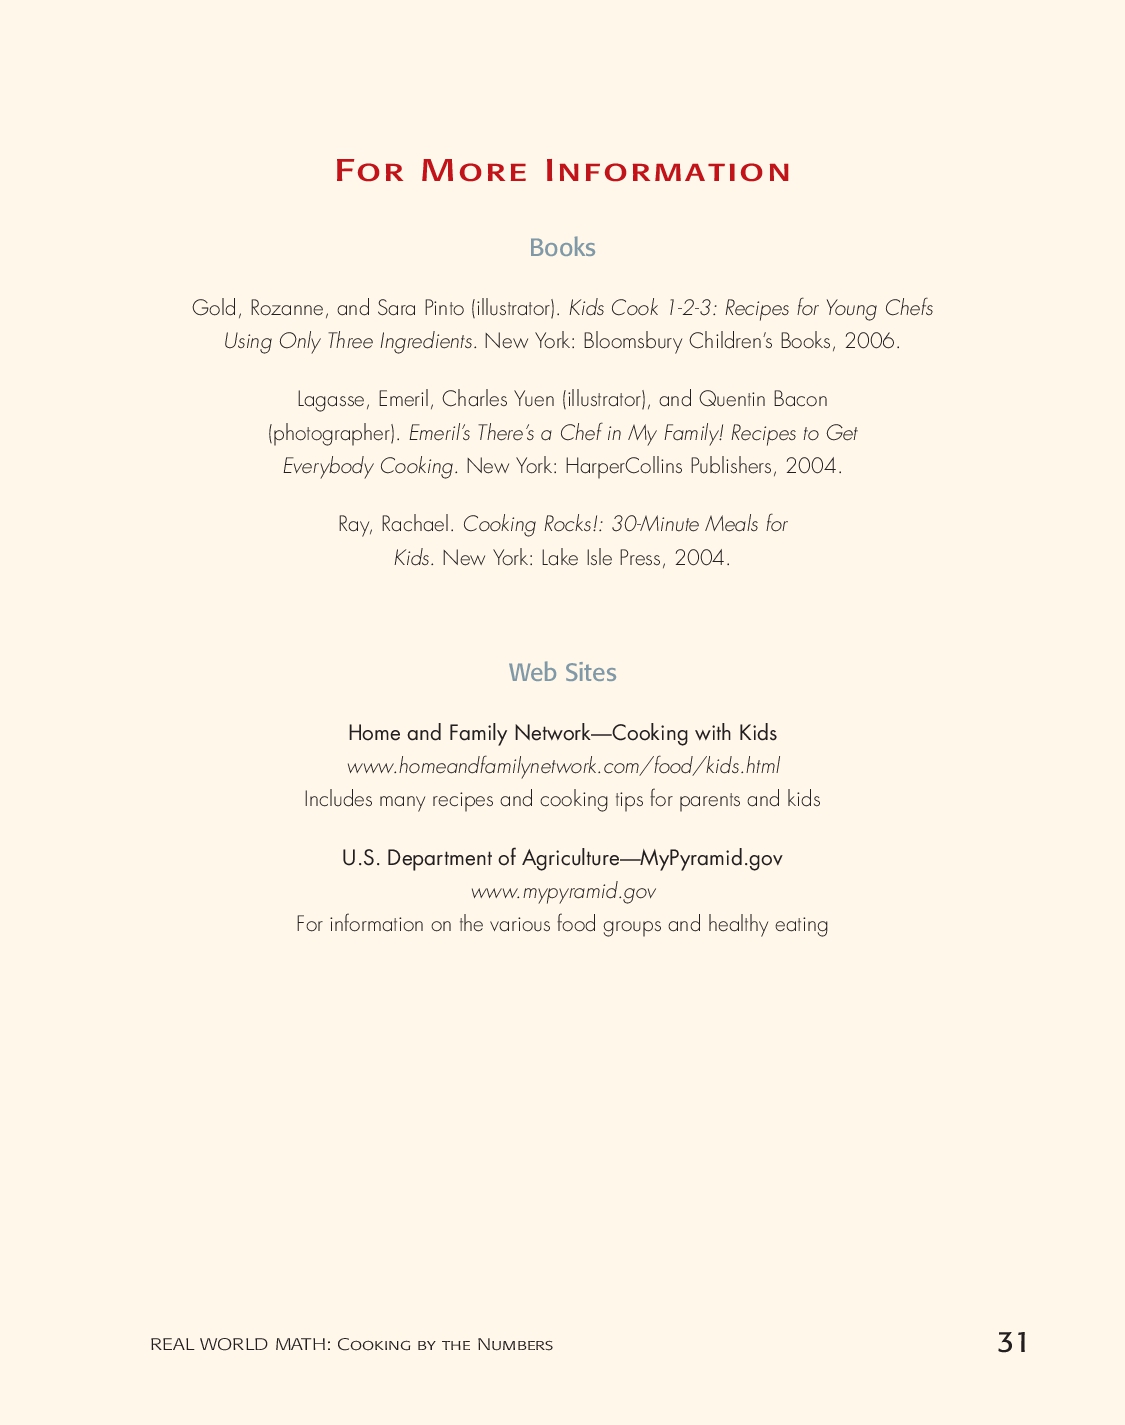 For More Information
Books
Gold, Rozanne, and Sara Pinto (illustrator). Kids Cook 1-2-3: Recipes for Young Chefs
Using Only Three Ingredients. New York: Bloomsbury Children’s Books, 2006.
Lagasse, Emeril, Charles Yuen (illustrator), and Quentin Bacon
(photographer). Emeril’s There’s a Chef in My Family! Recipes to Get
Everybody Cooking. New York: HarperCollins Publishers, 2004.
Ray, Rachael. Cooking Rocks!: 30-Minute Meals for
Kids. New York: Lake Isle Press, 2004.
Web Sites
Home and Family Network—Cooking with Kids
www.homeandfamilynetwork.com/food/kids.html
Includes many recipes and cooking tips for parents and kids
U.S. Department of Agriculture—MyPyramid.gov
www.mypyramid.gov
For information on the various food groups and healthy eating
REAL WORLD MATH: Cooking by the Numbers
31